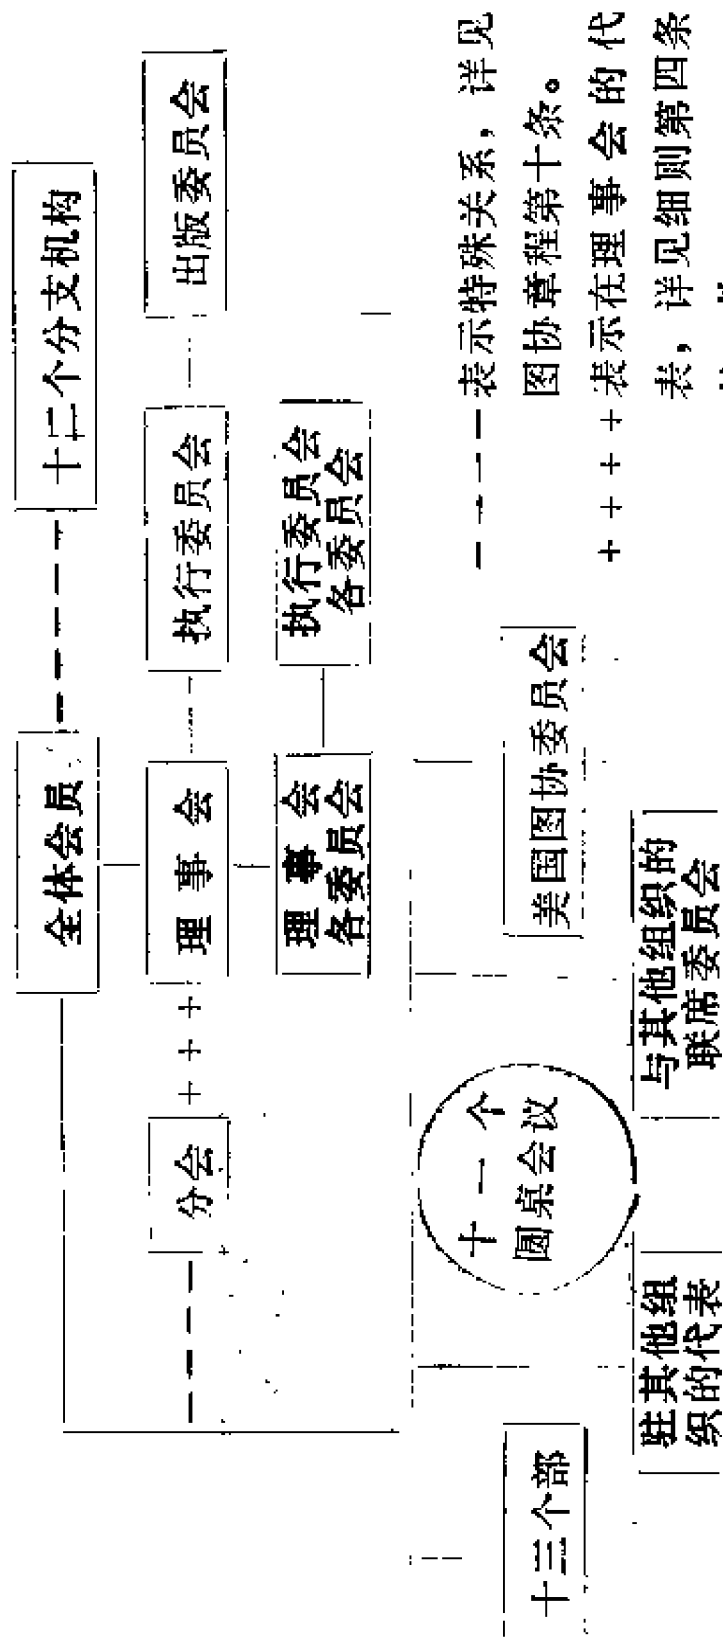 全体会员
十二个分支机构
分会
理事会
执行委员会
出版委员会
理事会
各委员会
执行委员会
各委员会
十三个部
十一个
圆桌会议
美国图协委员会
驻其他组
织的代表
与其他组织的
联席委员会
表示特殊关系，详见
图协章程第十条。
++++ 表示在理事会的代
表，详见细则第四条